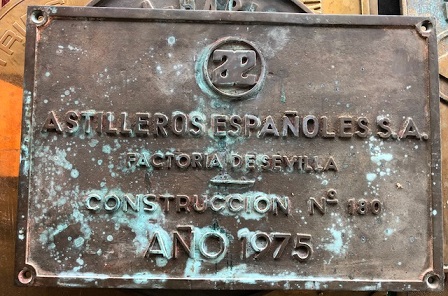 ASTILLEROS ESPAÑOLES S.A.
FACTORIA DE SEVILLA
CONSTRUCCION Nº 180
AÑO 1975